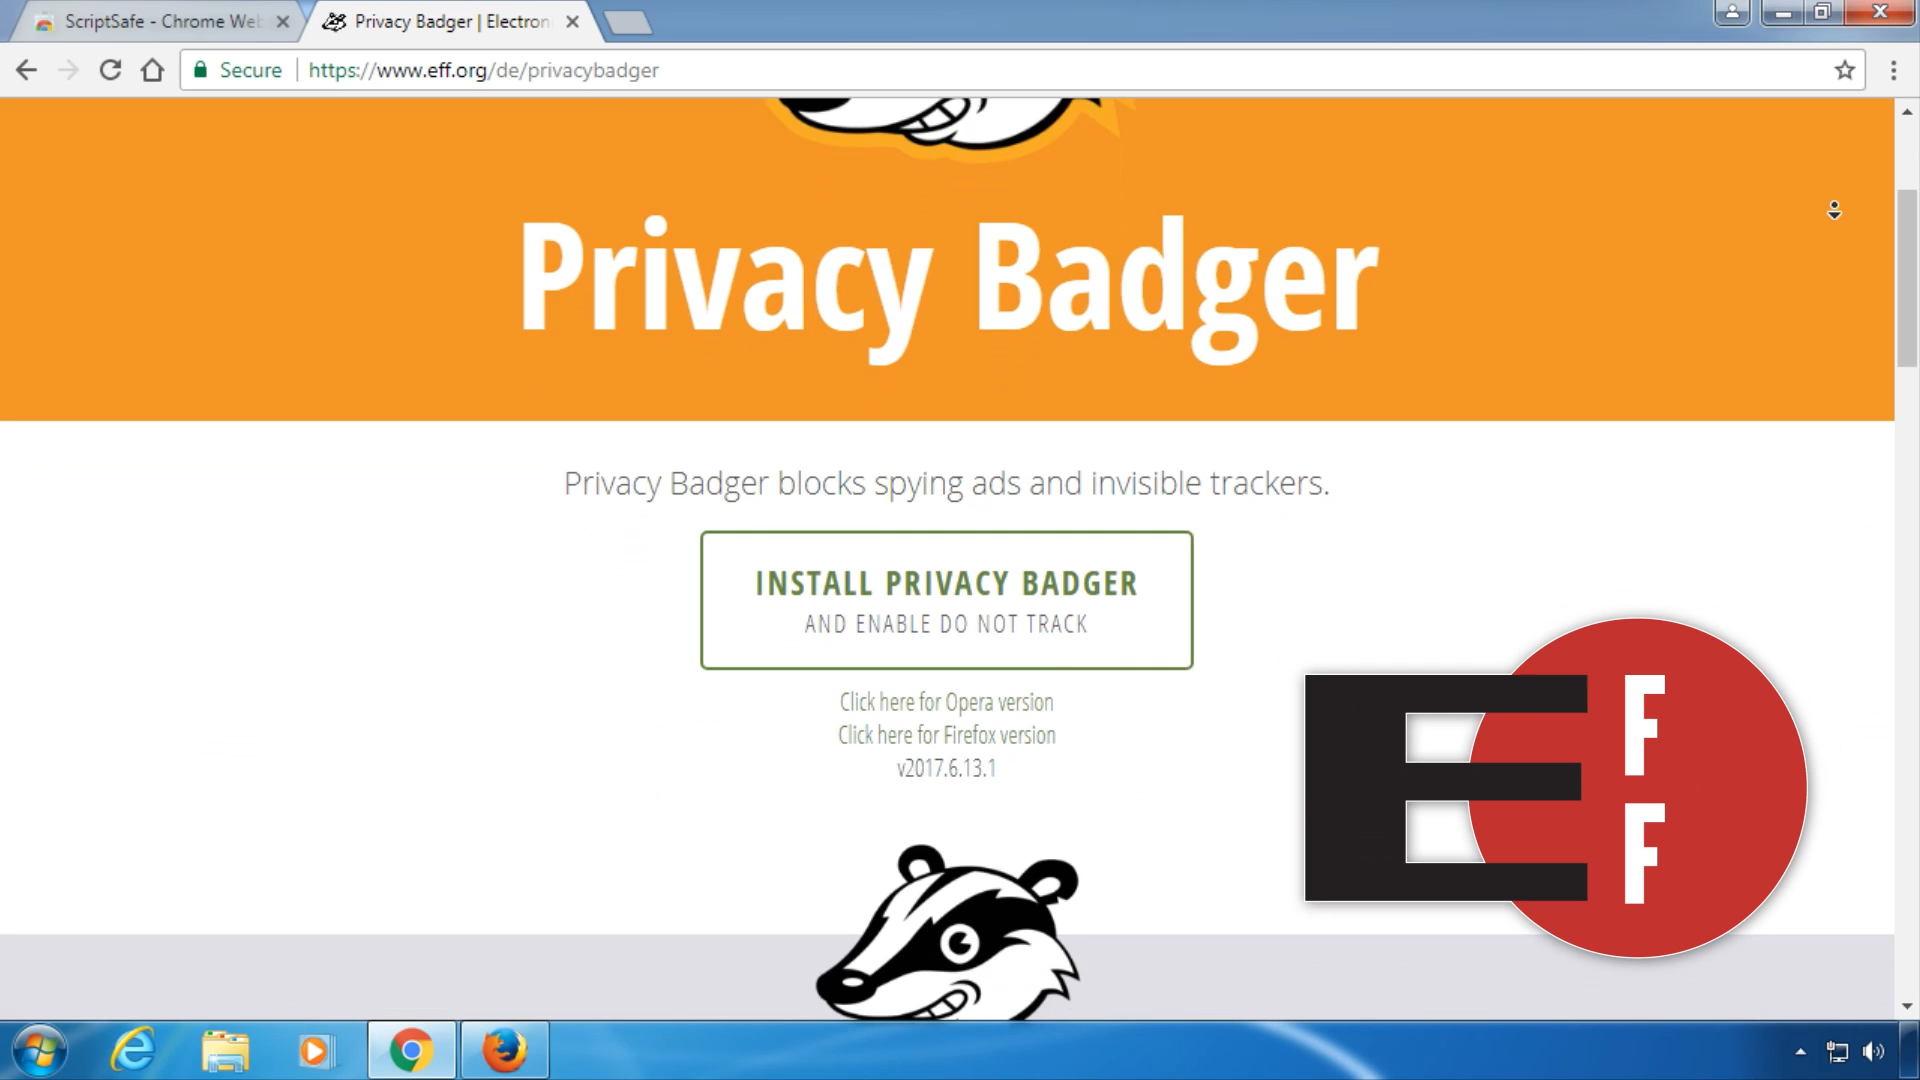 ScriptSafe - Chrome Web
Privacy Badger | Electron
Secure
https://www.eff.org/de/privacybadger
Privacy Badger
Privacy Badger blocks spying ads and invisible trackers.
INSTALL PRIVACY BADGER
AND ENABLE DO NOT TRACK
Click here for Opera version
Click here for Firefox version
v2017.6.13.1
E
F
F